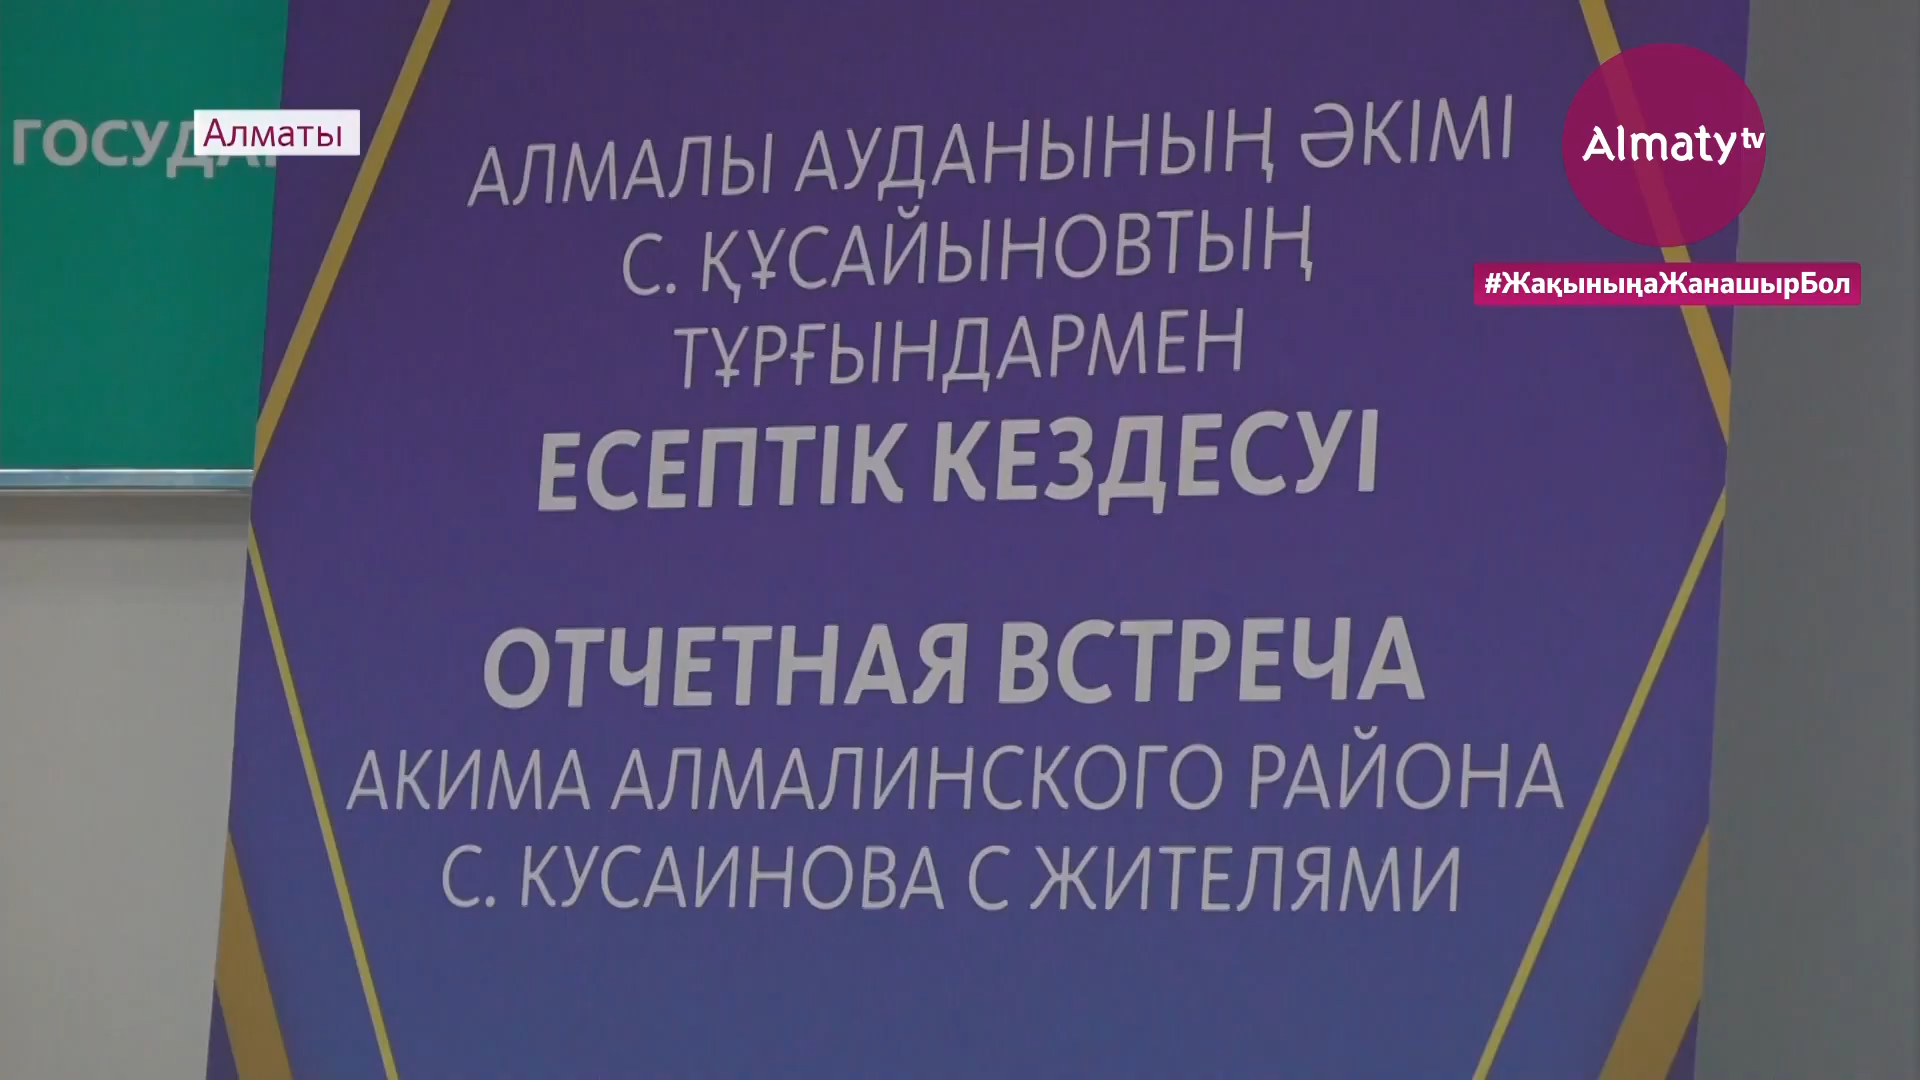 Алматы
Almaty tv
#ЖақыныңаЖанашырБол
АЛМАЛЫ АУДАНЫНЫҢ ӘКІМІ
С. ҚҰСАЙЫНОВТЫҢ
ТҰРҒЫНДАРМЕН
ЕСЕПТІК КЕЗДЕСУІ
ОТЧЕТНАЯ ВСТРЕЧА
АКИМА АЛМАЛИНСКОГО РАЙОНА
С. КУСАИНОВА С ЖИТЕЛЯМИ